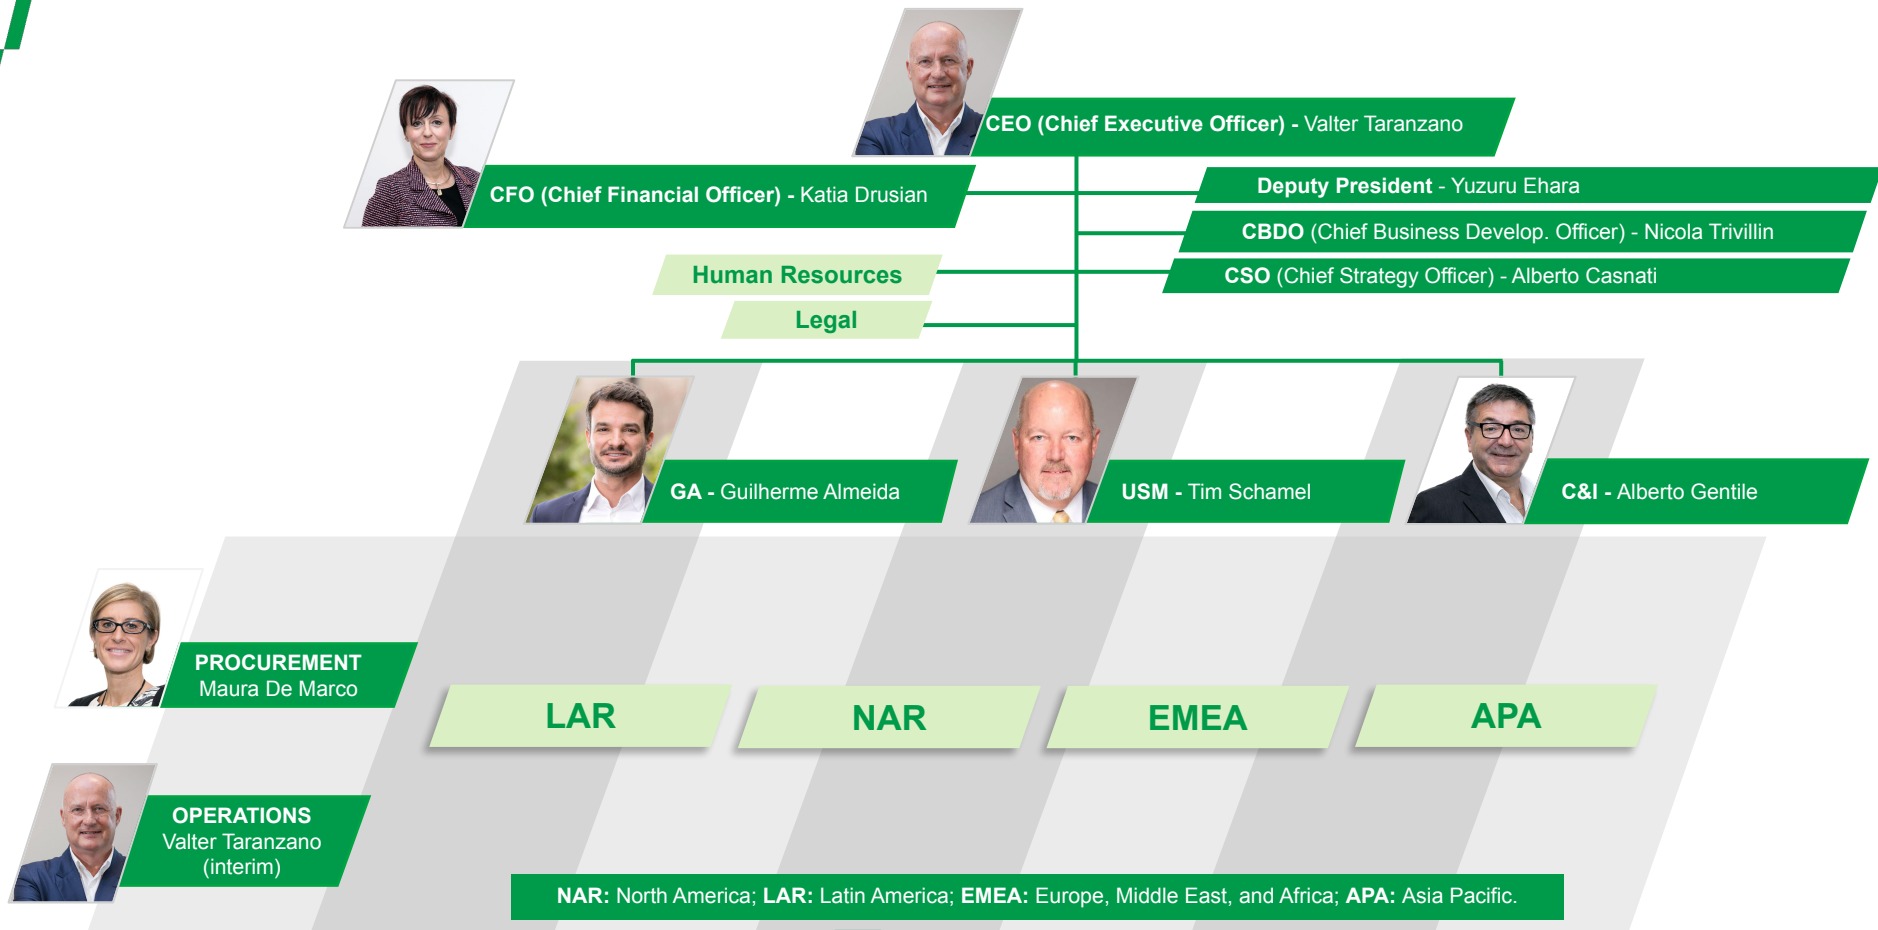 CEO (Chief Executive Officer) - Valter Taranzano
CFO (Chief Financial Officer) - Katia Drusian
Deputy President - Yuzuru Ehara
CBDO (Chief Business Develop. Officer) - Nicola Trivillin
Human Resources
CSO (Chief Strategy Officer) - Alberto Casnati
Legal
GA - Guilherme Almeida
USM - Tim Schamel
C&I - Alberto Gentile
PROCUREMENT
Maura De Marco
LAR
NAR
EMEA
APA
OPERATIONS
Valter Taranzano
(interim)
NAR: North America; LAR: Latin America; EMEA: Europe, Middle East, and Africa; APA: Asia Pacific.